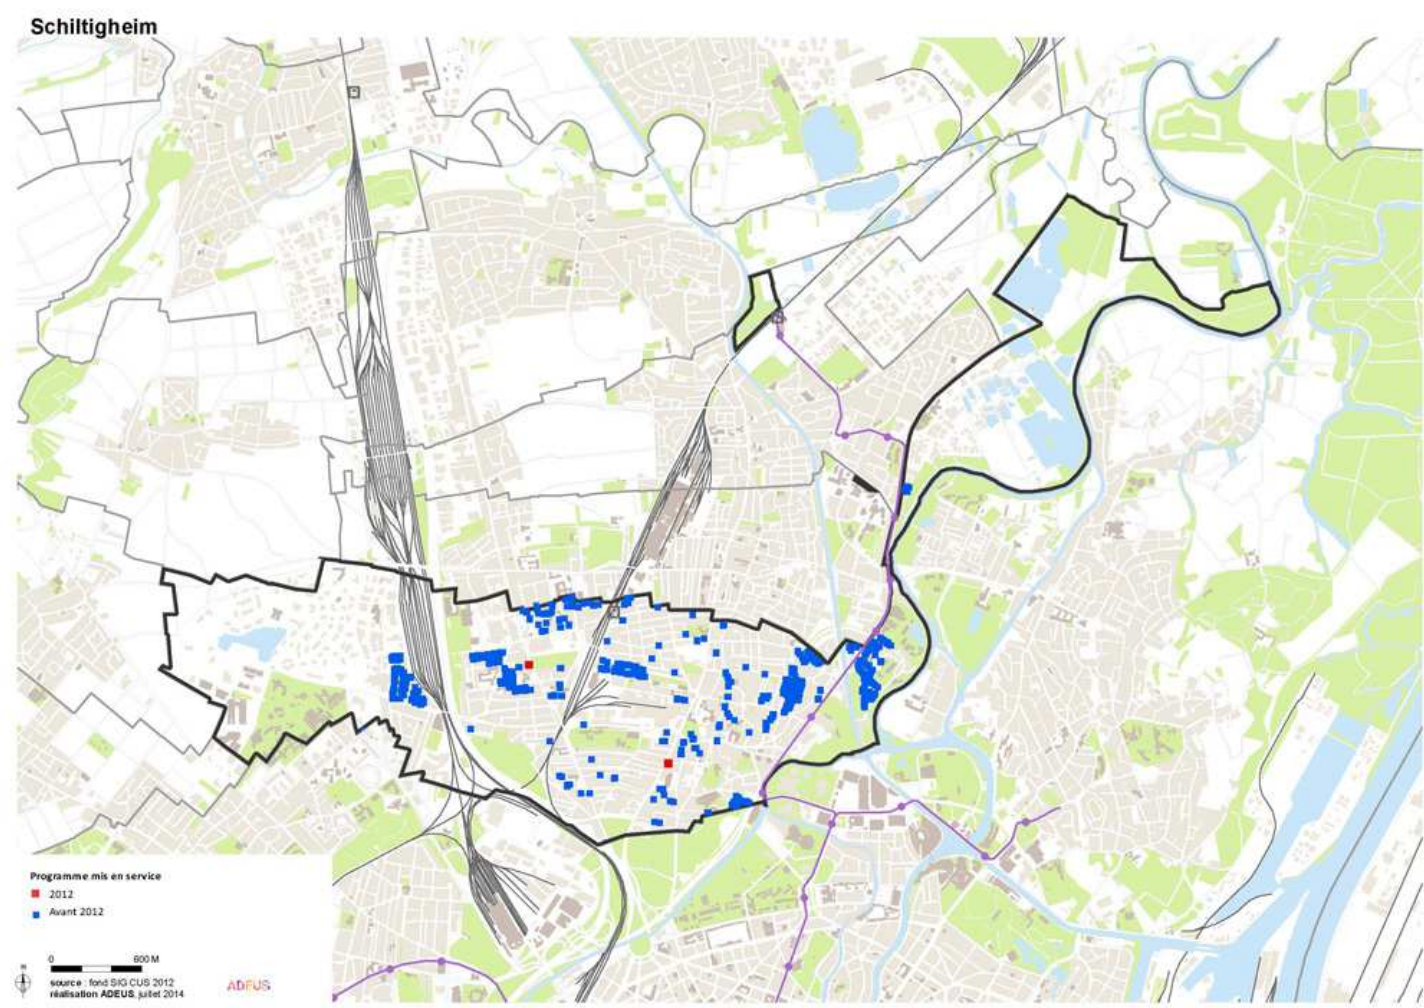 Schiltigheim
Programme mis en service
2012
Avant 2012
0 600 M
N
source : fond SIG CUS 2012
réalisation ADEUS, juillet 2014
ADEUS